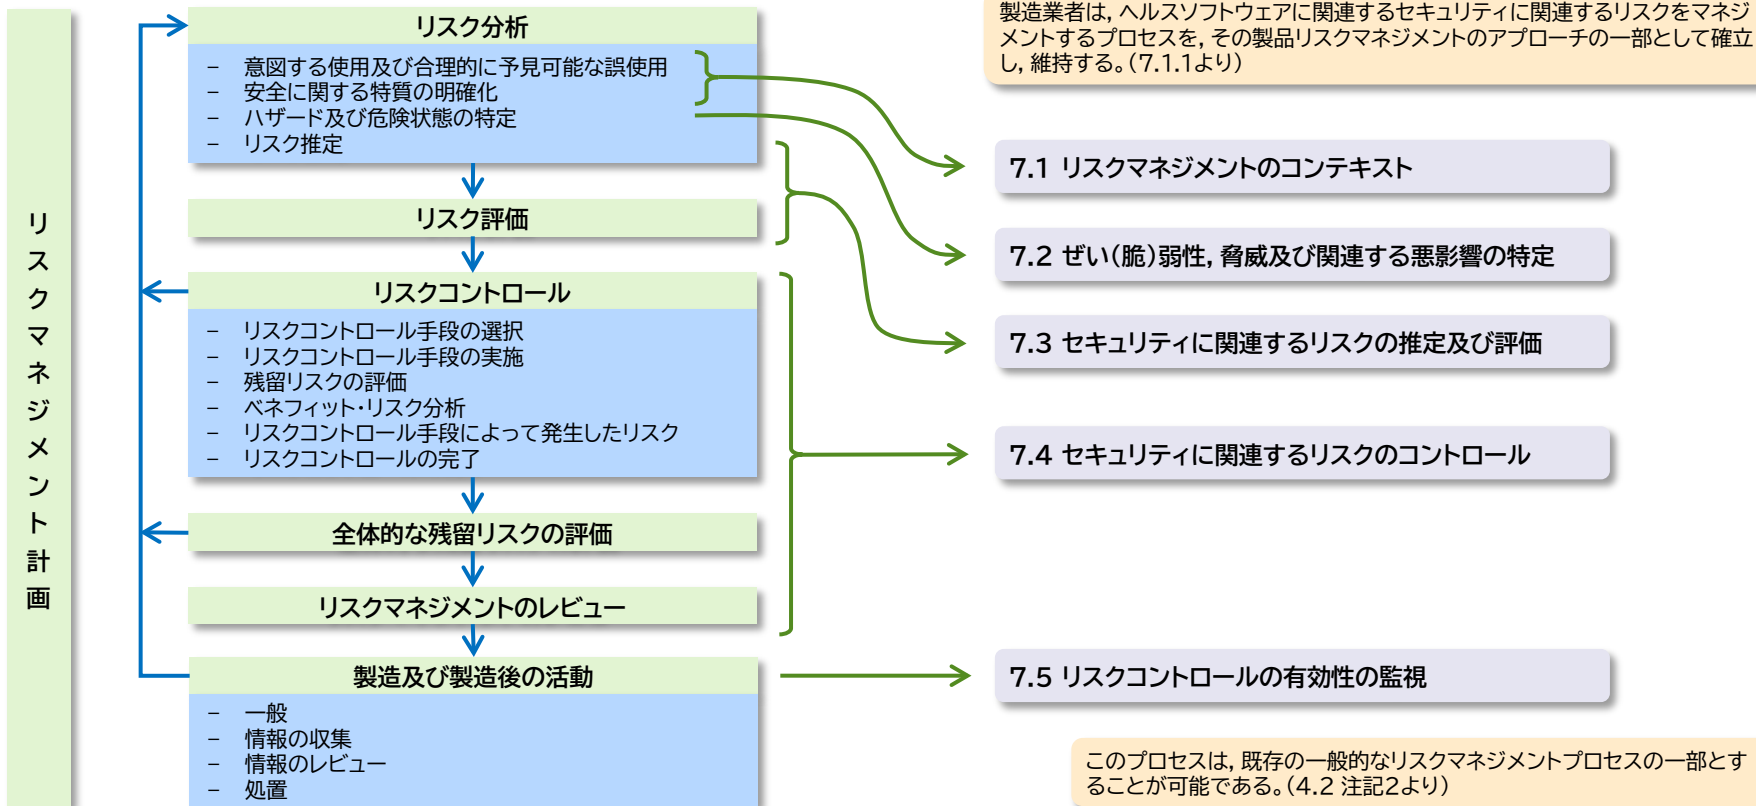 リスクマネジメント計画
リスク分析
– 意図する使用及び合理的に予見可能な誤使用
– 安全に関する特質の明確化
– ハザード及び危険状態の特定
– リスク推定
リスク評価
リスクコントロール
– リスクコントロール手段の選択
– リスクコントロール手段の実施
– 残留リスクの評価
– ベネフィット・リスク分析
– リスクコントロール手段によって発生したリスク
– リスクコントロールの完了
全体的な残留リスクの評価
リスクマネジメントのレビュー
製造及び製造後の活動
– 一般
– 情報の収集
– 情報のレビュー
– 処置
製造業者は，ヘルスソフトウェアに関連するセキュリティに関連するリスクをマネジ
メントするプロセスを，その製品リスクマネジメントのアプローチの一部として確立
し，維持する。（7.1.1より）
7.1 リスクマネジメントのコンテキスト
7.2 ぜい（脆）弱性，脅威及び関連する悪影響の特定
7.3 セキュリティに関連するリスクの推定及び評価
7.4 セキュリティに関連するリスクのコントロール
7.5 リスクコントロールの有効性の監視
このプロセスは，既存の一般的なリスクマネジメントプロセスの一部とす
ることが可能である。（4.2 注記2より）